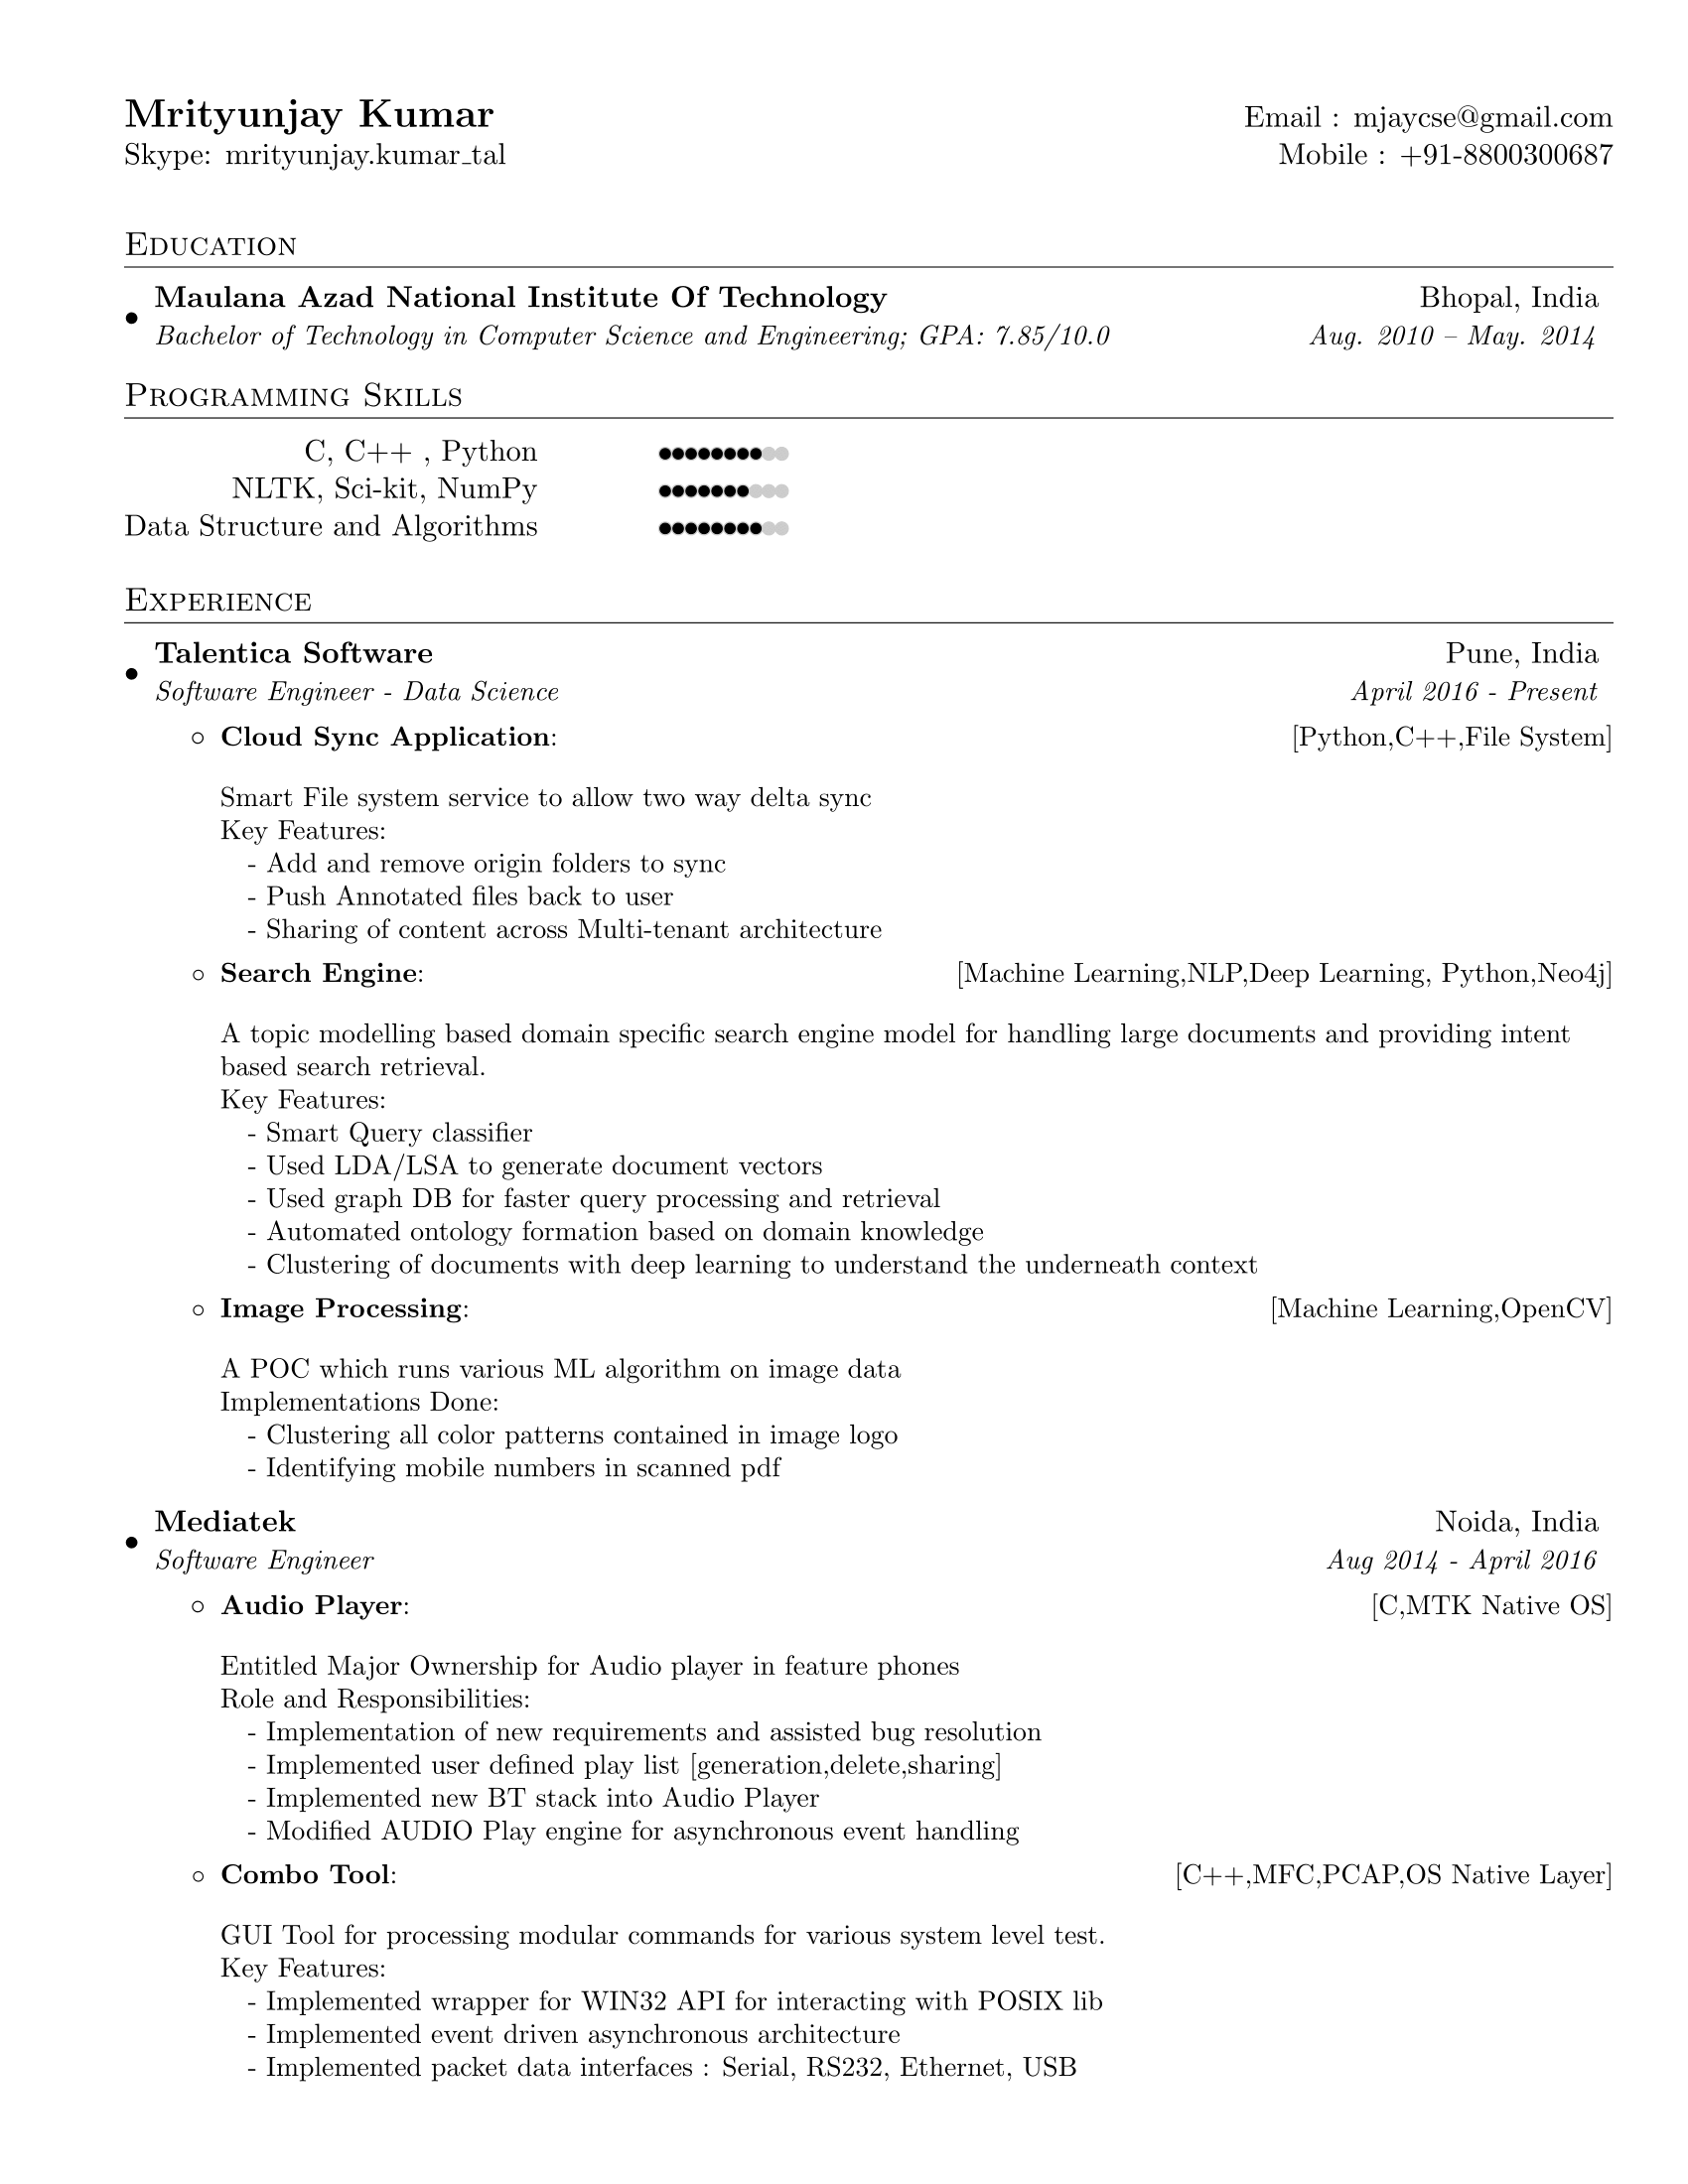 Mrityunjay Kumar Email : mjaycse@gmail.com
Skype: mrityunjay.kumar_tal Mobile : +91-8800300687
Education
• Maulana Azad National Institute Of Technology Bhopal, India
Bachelor of Technology in Computer Science and Engineering; GPA: 7.85/10.0 Aug. 2010 – May. 2014
Programming Skills
C, C++ , Python
NLTK, Sci-kit, NumPy
Data Structure and Algorithms
Experience
• Talentica Software Pune, India
Software Engineer - Data Science April 2016 - Present
◦ Cloud Sync Application: [Python,C++,File System]
Smart File system service to allow two way delta sync
Key Features:
- Add and remove origin folders to sync
- Push Annotated files back to user
- Sharing of content across Multi-tenant architecture
◦ Search Engine: [Machine Learning,NLP,Deep Learning, Python,Neo4j]
A topic modelling based domain specific search engine model for handling large documents and providing intent
based search retrieval.
Key Features:
- Smart Query classifier
- Used LDA/LSA to generate document vectors
- Used graph DB for faster query processing and retrieval
- Automated ontology formation based on domain knowledge
- Clustering of documents with deep learning to understand the underneath context
◦ Image Processing: [Machine Learning,OpenCV]
A POC which runs various ML algorithm on image data
Implementations Done:
- Clustering all color patterns contained in image logo
- Identifying mobile numbers in scanned pdf
• Mediatek Noida, India
Software Engineer Aug 2014 - April 2016
◦ Audio Player: [C,MTK Native OS]
Entitled Major Ownership for Audio player in feature phones
Role and Responsibilities:
- Implementation of new requirements and assisted bug resolution
- Implemented user defined play list [generation,delete,sharing]
- Implemented new BT stack into Audio Player
- Modified AUDIO Play engine for asynchronous event handling
◦ Combo Tool: [C++,MFC,PCAP,OS Native Layer]
GUI Tool for processing modular commands for various system level test.
Key Features:
- Implemented wrapper for WIN32 API for interacting with POSIX lib
- Implemented event driven asynchronous architecture
- Implemented packet data interfaces : Serial, RS232, Ethernet, USB